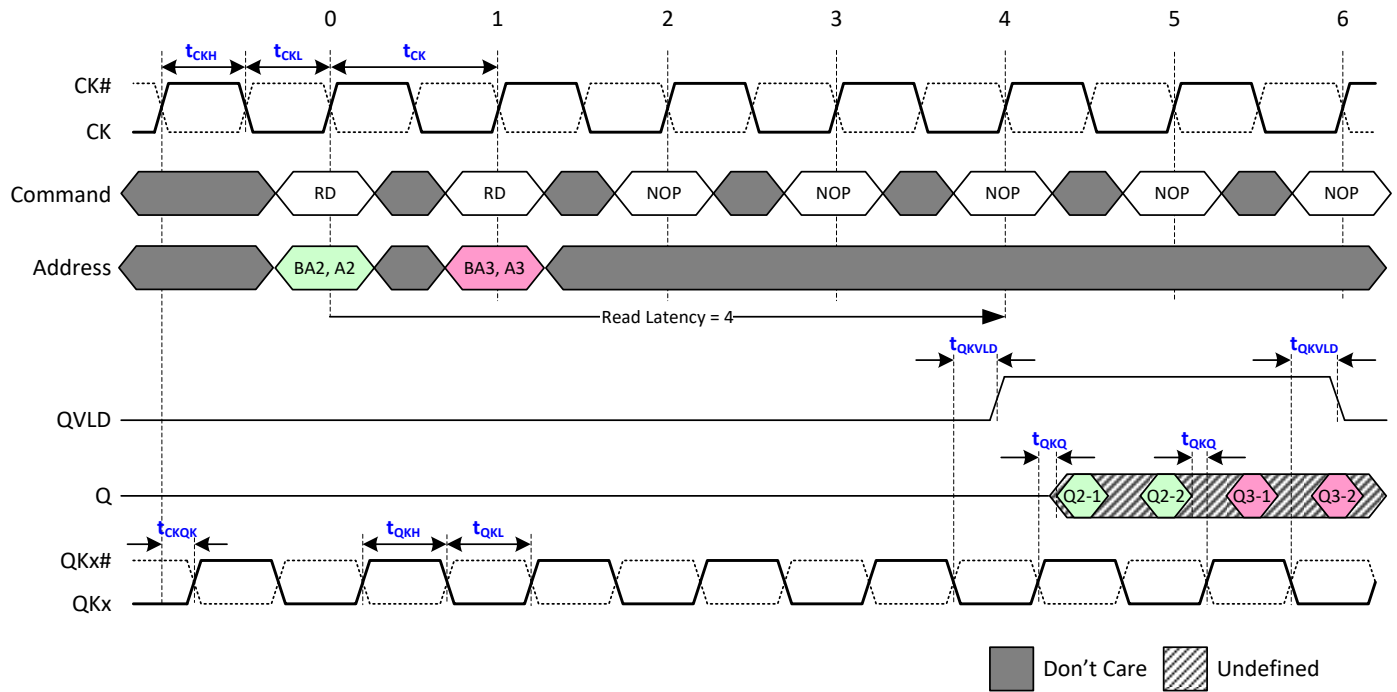 0 1 2 3 4 5 6
tCKH tCKL tCK
CK#
CK
Command RD RD NOP NOP NOP NOP NOP
Address BA2, A2 BA3, A3
Read Latency = 4
tQKVLD tQKVLD
QVLD
tQKQ tQKQ
Q Q2-1 Q2-2 Q3-1 Q3-2
tCKQK tQKH tQKL
QKx#
QKx
Don't Care Undefined